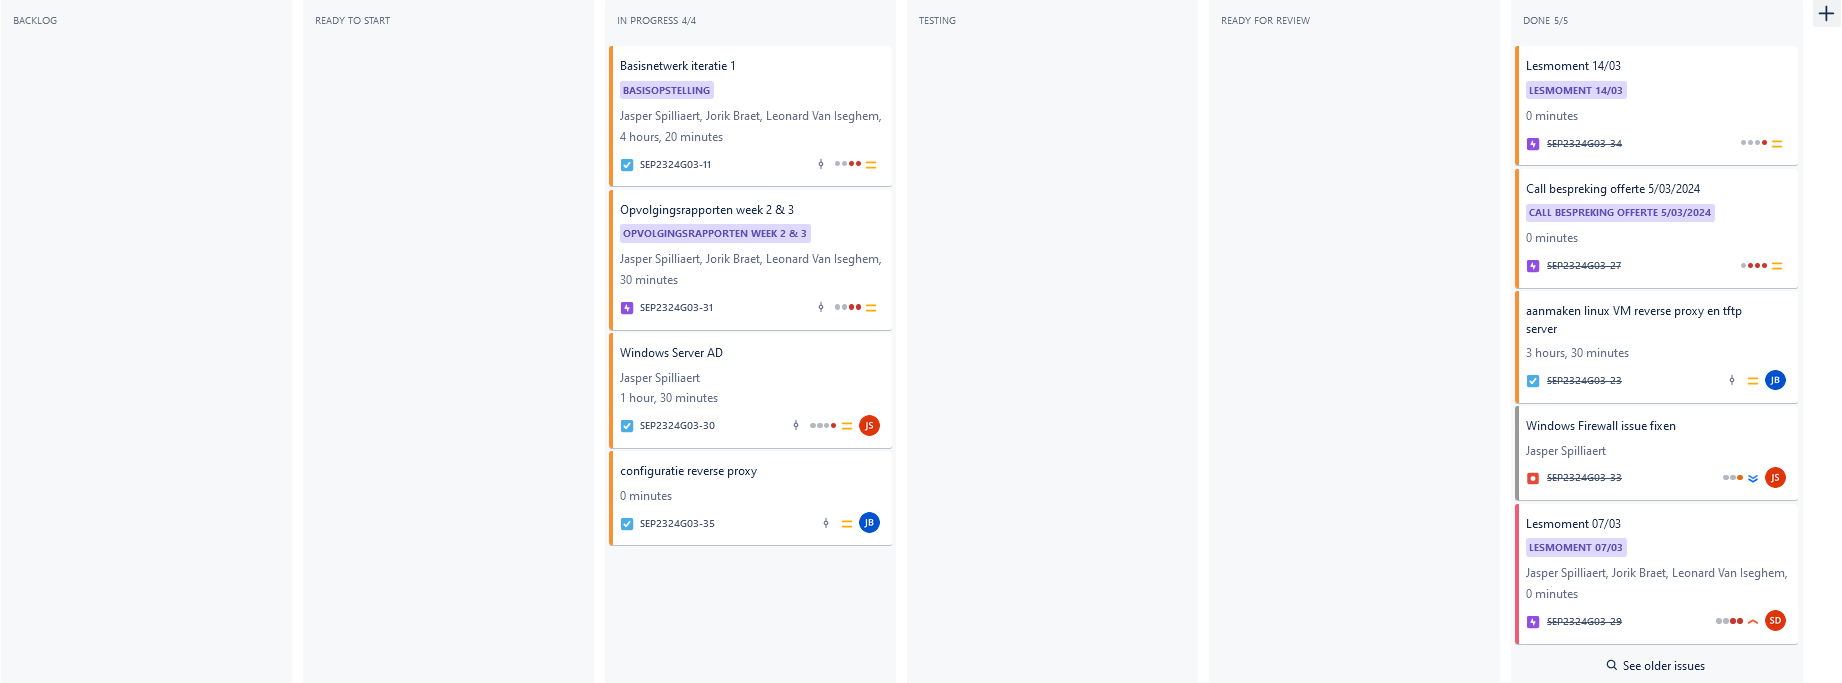 BACKLOG
READY TO START
IN PROGRESS 4/4
Basisnetwerk iteratie 1
BASISOPSTELLING
Jasper Spilliaert, Jorik Braet, Leonard Van Iseghem,
4 hours, 20 minutes
SEP2324G03-11
Opvolgingsrapporten week 2 & 3
OPVOLGINGSRAPPORTEN WEEK 2 & 3
Jasper Spilliaert, Jorik Braet, Leonard Van Iseghem,
30 minutes
SEP2324G03-31
Windows Server AD
Jasper Spilliaert
1 hour, 30 minutes
SEP2324G03-30
JS
configuratie reverse proxy
0 minutes
SEP2324G03-35
JB
TESTING
READY FOR REVIEW
DONE 5/5
Lesmoment 14/03
LESMOMENT 14/03
0 minutes
SEP2324G03-34
Call bespreking offerte 5/03/2024
CALL BESPREKING OFFERTE 5/03/2024
0 minutes
SEP2324G03-27
aanmaken linux VM reverse proxy en tftp
server
3 hours, 30 minutes
SEP2324G03-23
JB
Windows Firewall issue fixen
Jasper Spilliaert
SEP2324G03-33
JS
Lesmoment 07/03
LESMOMENT 07/03
Jasper Spilliaert, Jorik Braet, Leonard Van Iseghem,
0 minutes
SEP2324G03-29
SD
See older issues